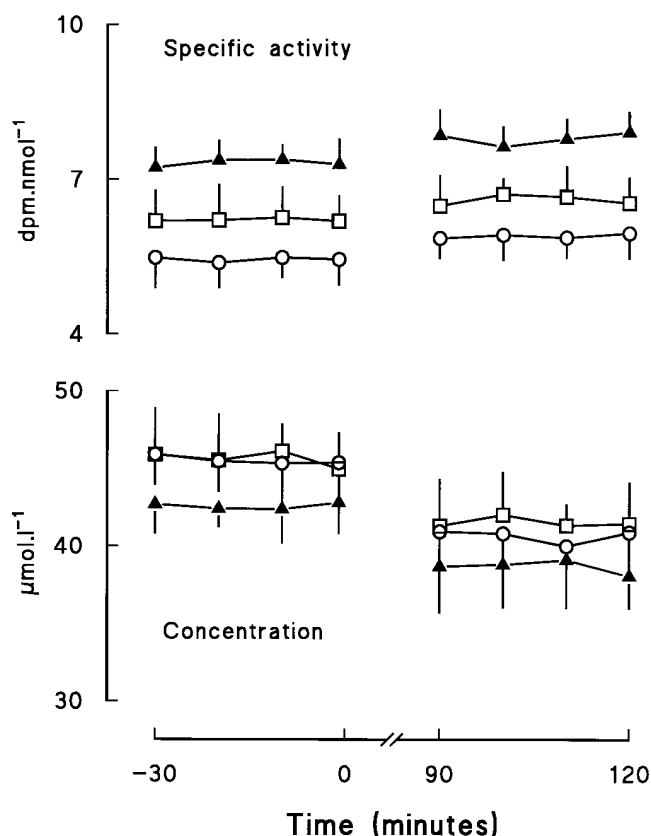 10
Specific activity
dpm.nmol⁻¹
7
4
50
μmol.l⁻¹
40
Concentration
30
−30 0 90 120
Time (minutes)